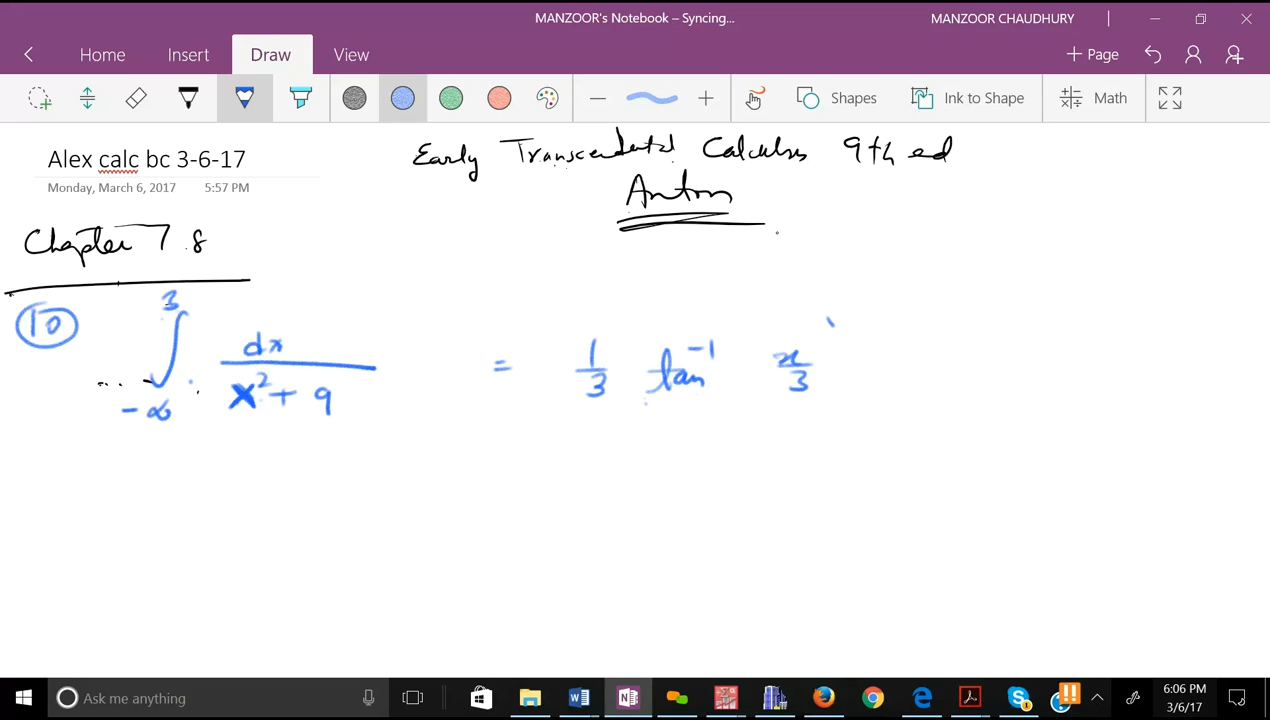 MANZOOR's Notebook – Syncing...
MANZOOR CHAUDHURY
Home Insert Draw View
Page
Shapes Ink to Shape Math
Alex calc bc 3-6-17
Monday, March 6, 2017 5:57 PM
Early Transcendental Calculus 9th ed
Anton
Chapter 7.8
10
∫_{-∞}^{3} dx / (x² + 9) = 1/3 tan⁻¹ x/3
Ask me anything
6:06 PM
3/6/17